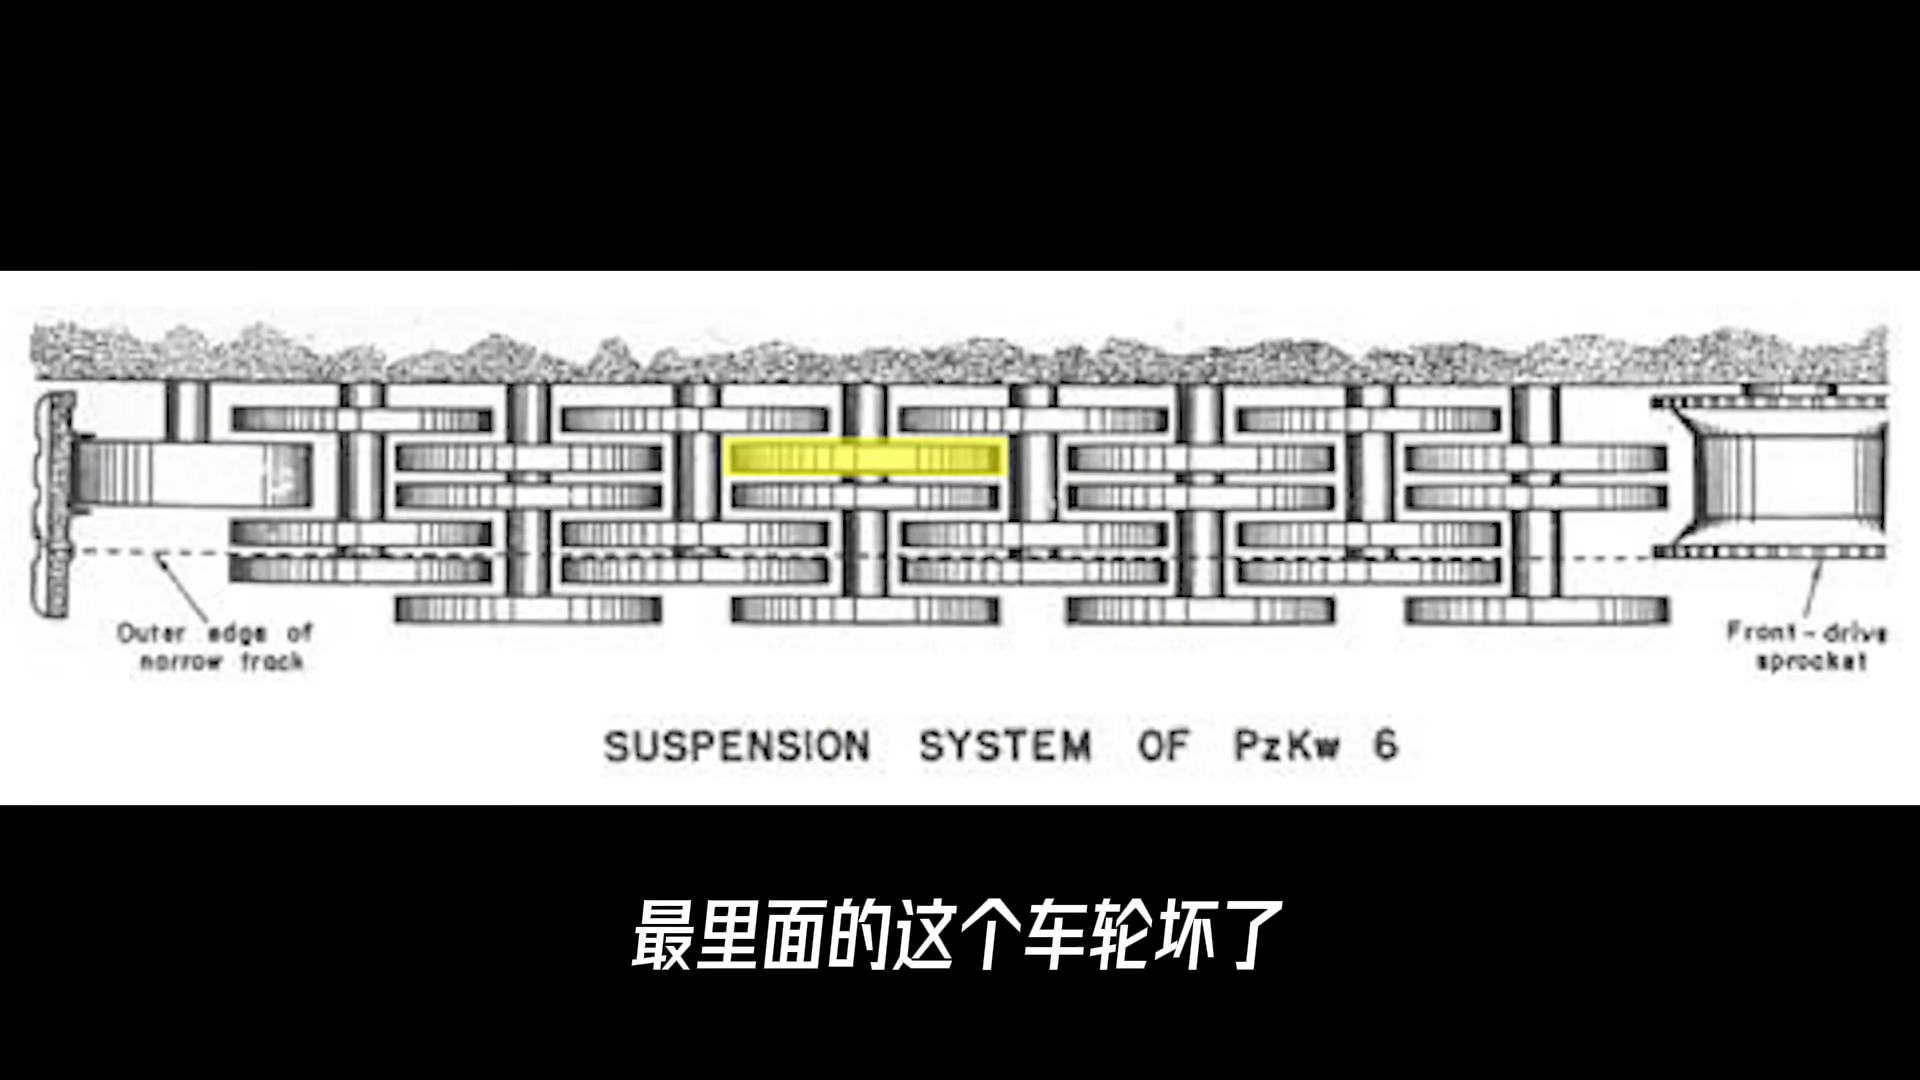 Outer edge of
narrow track
Front-drive
sprocket
SUSPENSION SYSTEM OF PzKw 6
最里面的这个车轮坏了